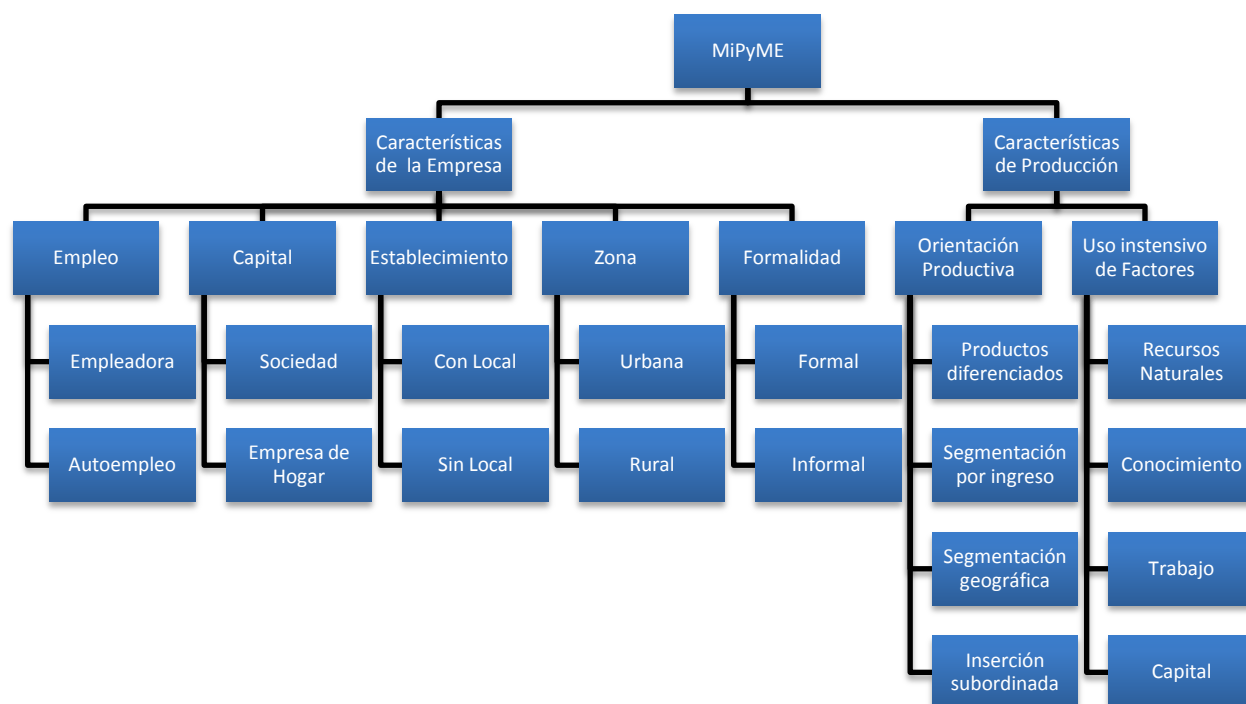 MiPyME
Características
de la Empresa
Características
de Producción
Empleo
Capital
Establecimiento
Zona
Formalidad
Orientación
Productiva
Uso instensivo
de Factores
Empleadora
Sociedad
Con Local
Urbana
Formal
Productos
diferenciados
Recursos
Naturales
Autoempleo
Empresa de
Hogar
Sin Local
Rural
Informal
Segmentación
por ingreso
Conocimiento
Segmentación
geográfica
Trabajo
Inserción
subordinada
Capital